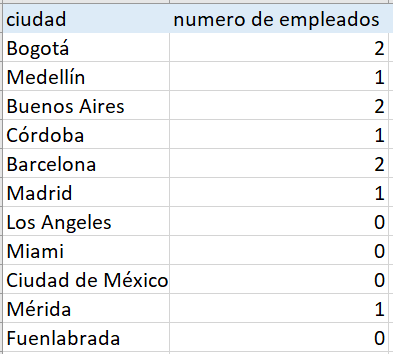 ciudad numero de empleados
Bogotá 2
Medellín 1
Buenos Aires 2
Córdoba 1
Barcelona 2
Madrid 1
Los Angeles 0
Miami 0
Ciudad de México 0
Mérida 1
Fuenlabrada 0